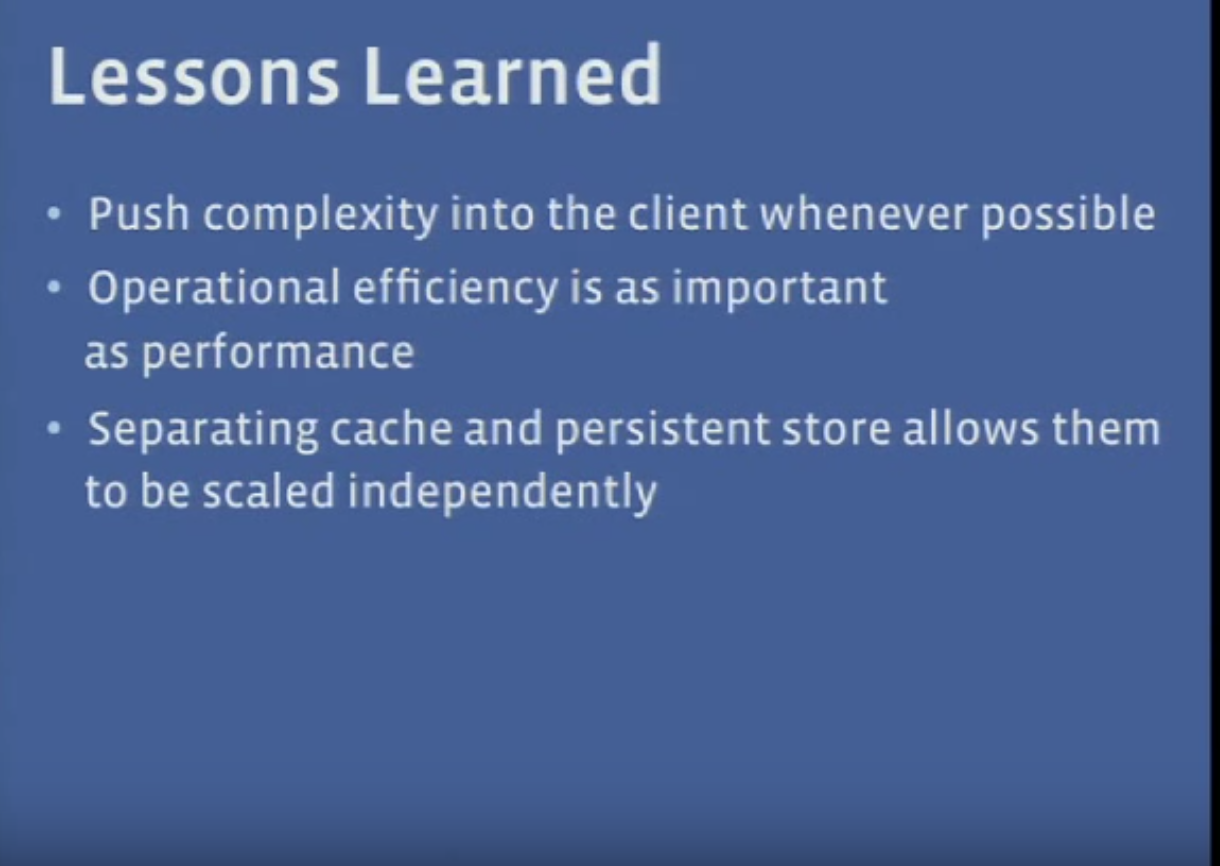 Lessons Learned
• Push complexity into the client whenever possible
• Operational efficiency is as important
as performance
• Separating cache and persistent store allows them
to be scaled independently